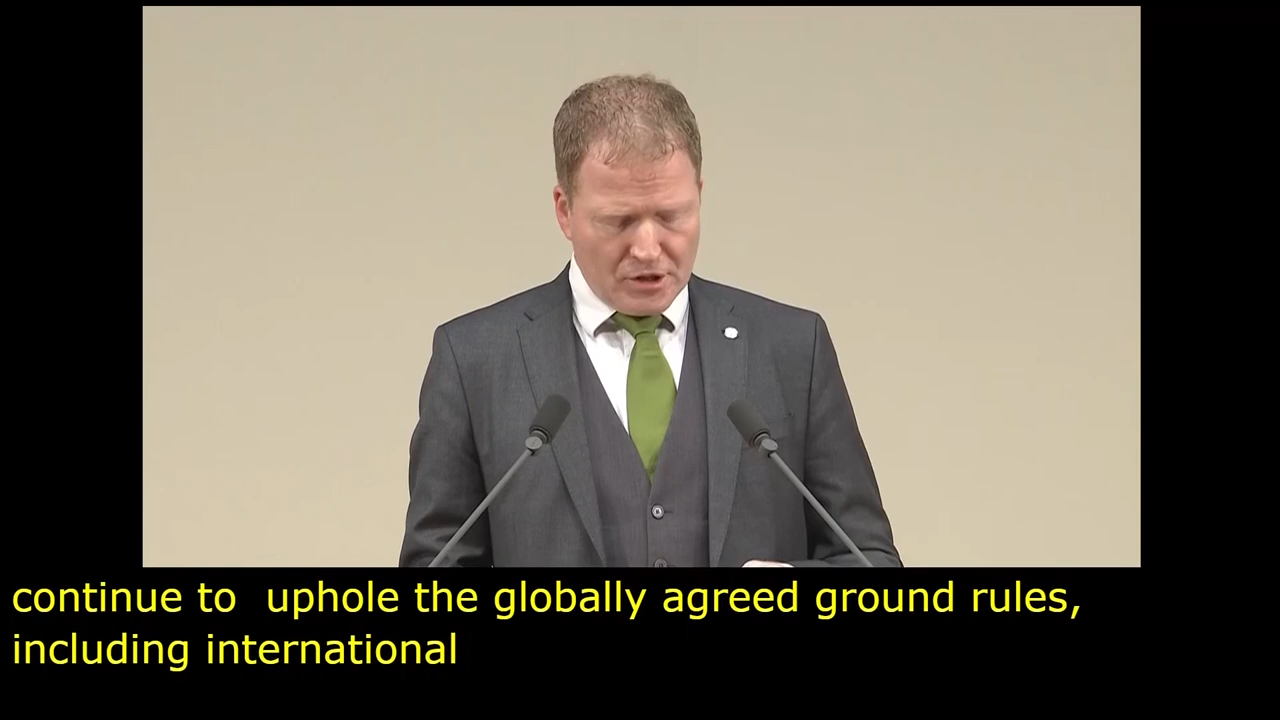 continue to  uphole the globally agreed ground rules,
including international